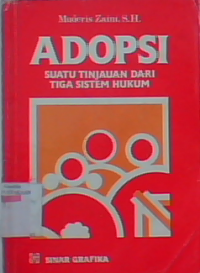 Muderis Zaini, S.H.
ADOPSI
SUATU TINJAUAN DARI
TIGA SISTEM HUKUM
SINAR GRAFIKA